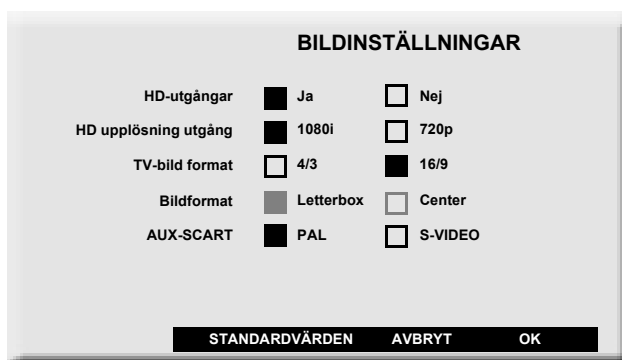 BILDINSTÄLLNINGAR
HD-utgångar Ja Nej
HD upplösning utgång 1080i 720p
TV-bild format 4/3 16/9
Bildformat Letterbox Center
AUX-SCART PAL S-VIDEO
STANDARDVÄRDEN AVBRYT OK